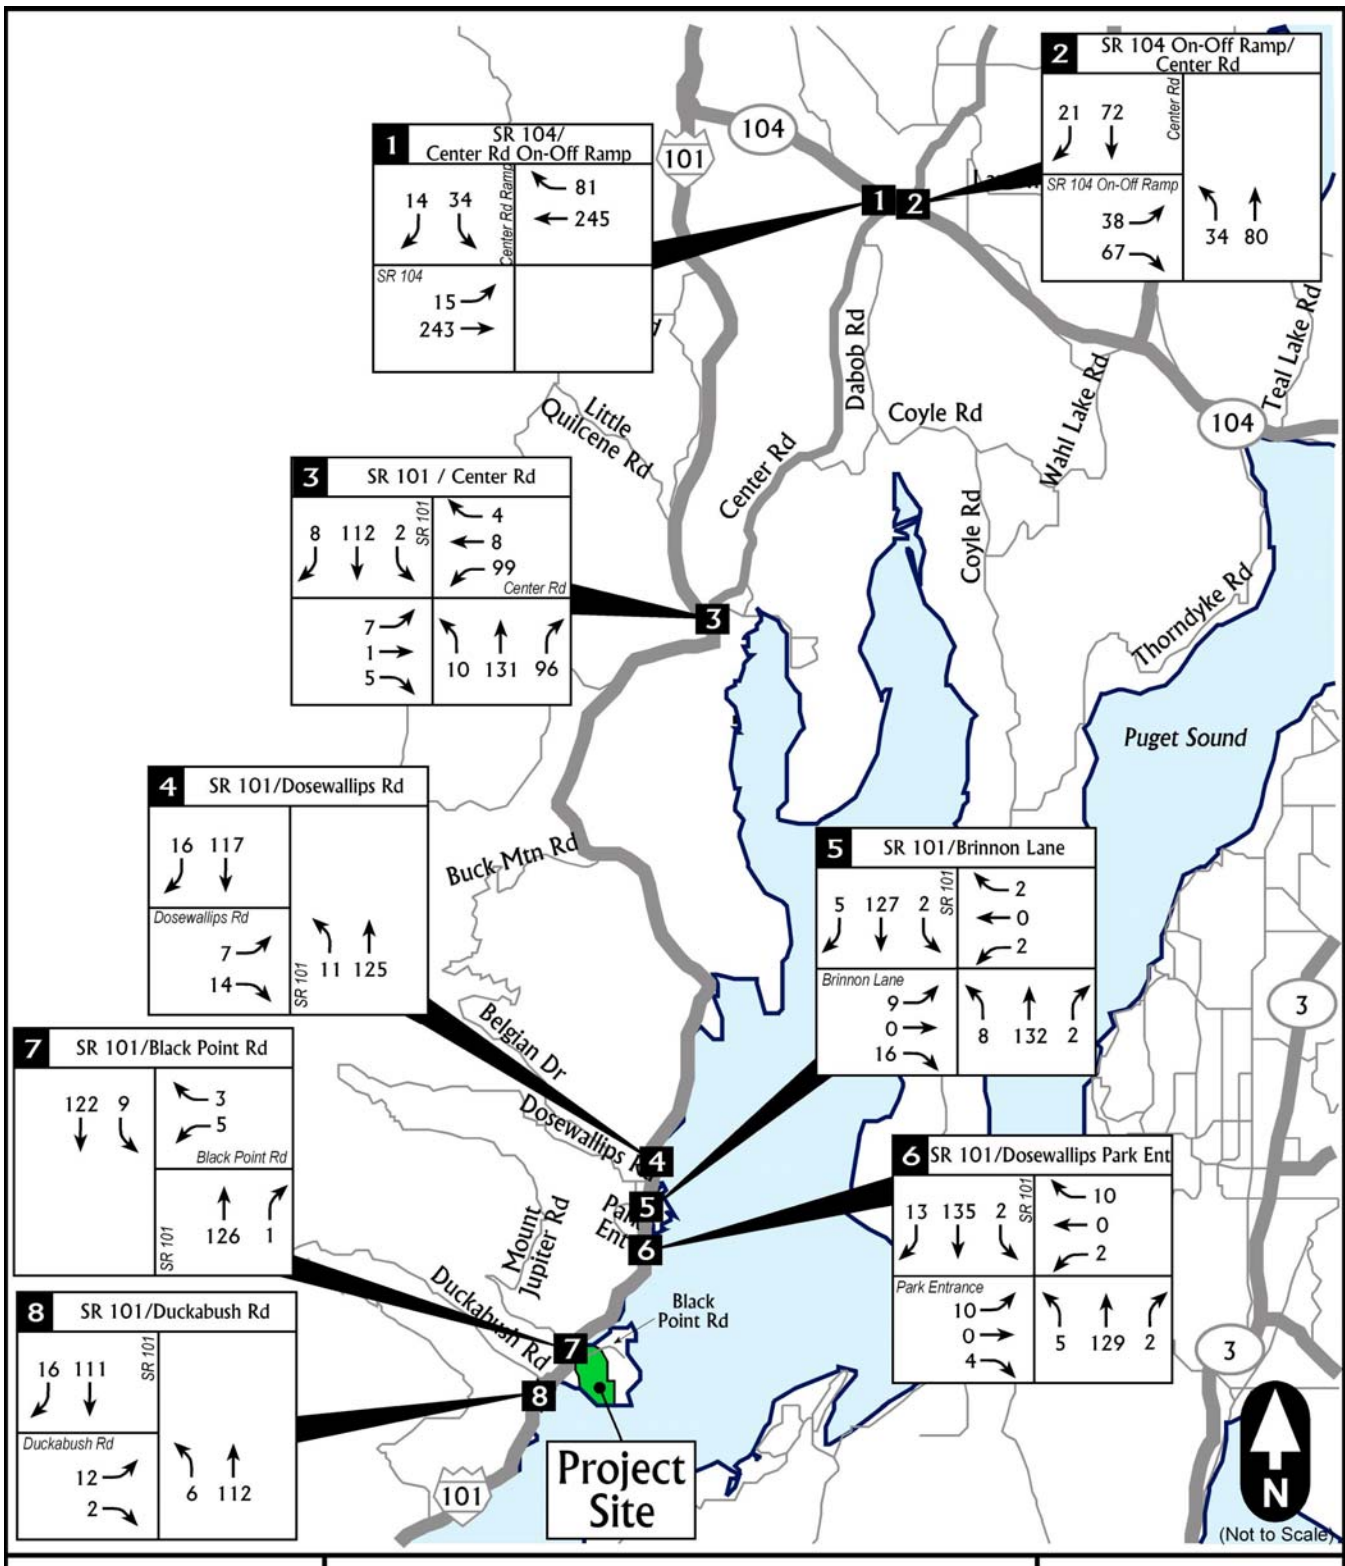 1
SR 104/
Center Rd On-Off Ramp
14 34
Center Rd Ramp
81
245
SR 104
15
243
2
SR 104 On-Off Ramp/
Center Rd
21 72
Center Rd
SR 104 On-Off Ramp
38
67
34 80
104
101
1
2
Little
Quilcene Rd
Center Rd
Dabob Rd
Coyle Rd
Coyle Rd
Wahl Lake Rd
Teal Lake Rd
104
Thorndyke Rd
3
SR 101 / Center Rd
8 112 2
SR 101
4
8
99
Center Rd
7
1
5
10 131 96
3
Puget Sound
4
SR 101/Dosewallips Rd
16 117
Dosewallips Rd
7
14
SR 101
11 125
Buck Mtn Rd
Belgian Dr
Dosewallips
5
SR 101/Brinnon Lane
5 127 2
SR 101
2
0
2
Brinnon Lane
9
0
16
8 132 2
3
7
SR 101/Black Point Rd
122 9
3
5
Black Point Rd
SR 101
126 1
4
5
6
Ent
Mount
Jupiter Rd
6
SR 101/Dosewallips Park Ent
13 135 2
SR 101
10
0
2
Park Entrance
10
0
4
5 129 2
8
SR 101/Duckabush Rd
16 111
SR 101
Duckabush Rd
12
2
6 112
Duckabush Rd
Black
Point Rd
7
8
3
101
Project
Site
N
(Not to Scale)